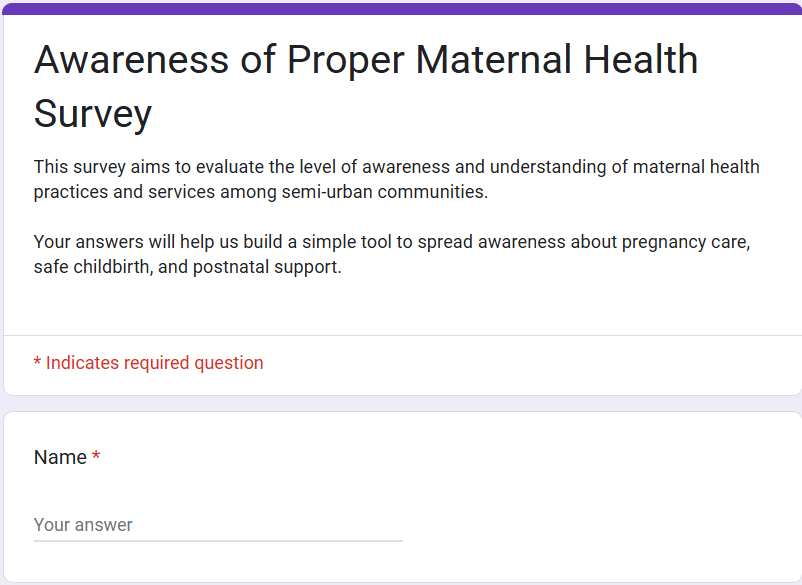 Awareness of Proper Maternal Health
Survey
This survey aims to evaluate the level of awareness and understanding of maternal health
practices and services among semi-urban communities.
Your answers will help us build a simple tool to spread awareness about pregnancy care,
safe childbirth, and postnatal support.
* Indicates required question
Name *
Your answer